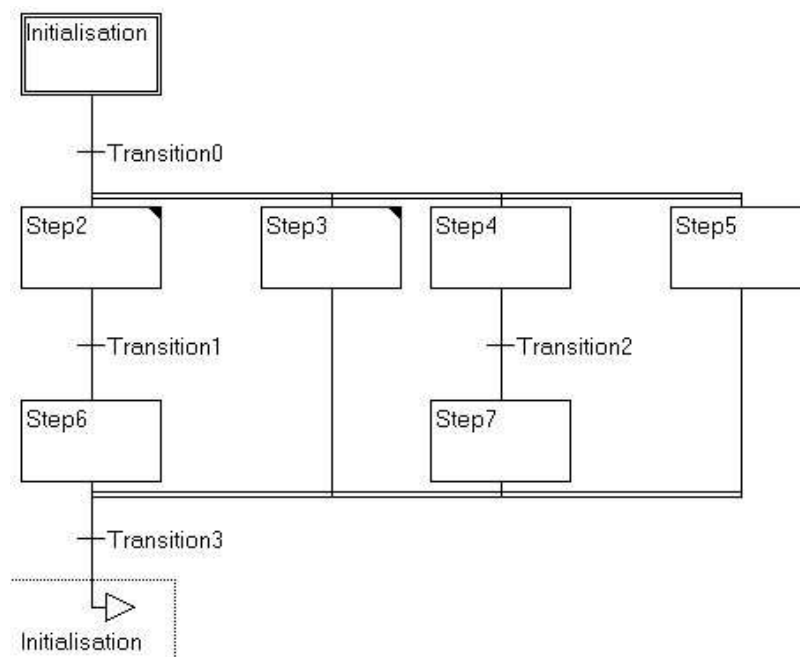 Initialisation
Transition0
Step2
Step3
Step4
Step5
Transition1
Transition2
Step6
Step7
Transition3
Initialisation